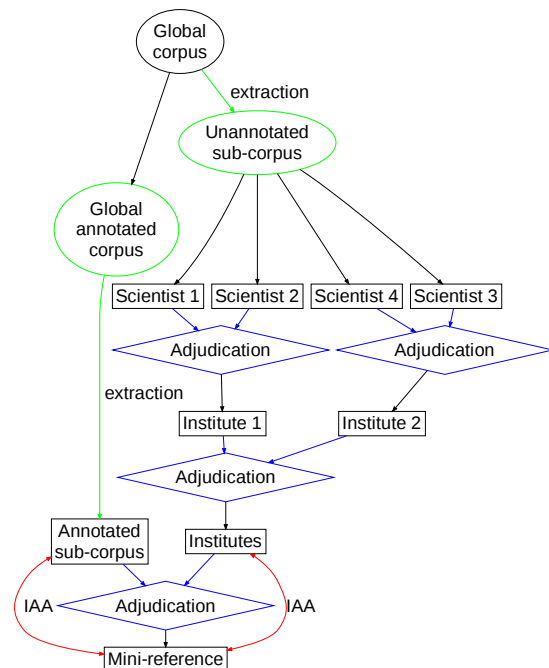 Global
corpus
extraction
Unannotated
sub-corpus
Global
annotated
corpus
Scientist 1
Scientist 2
Scientist 4
Scientist 3
Adjudication
Adjudication
extraction
Institute 1
Institute 2
Adjudication
Annotated
sub-corpus
Institutes
IAA
Adjudication
IAA
Mini-reference